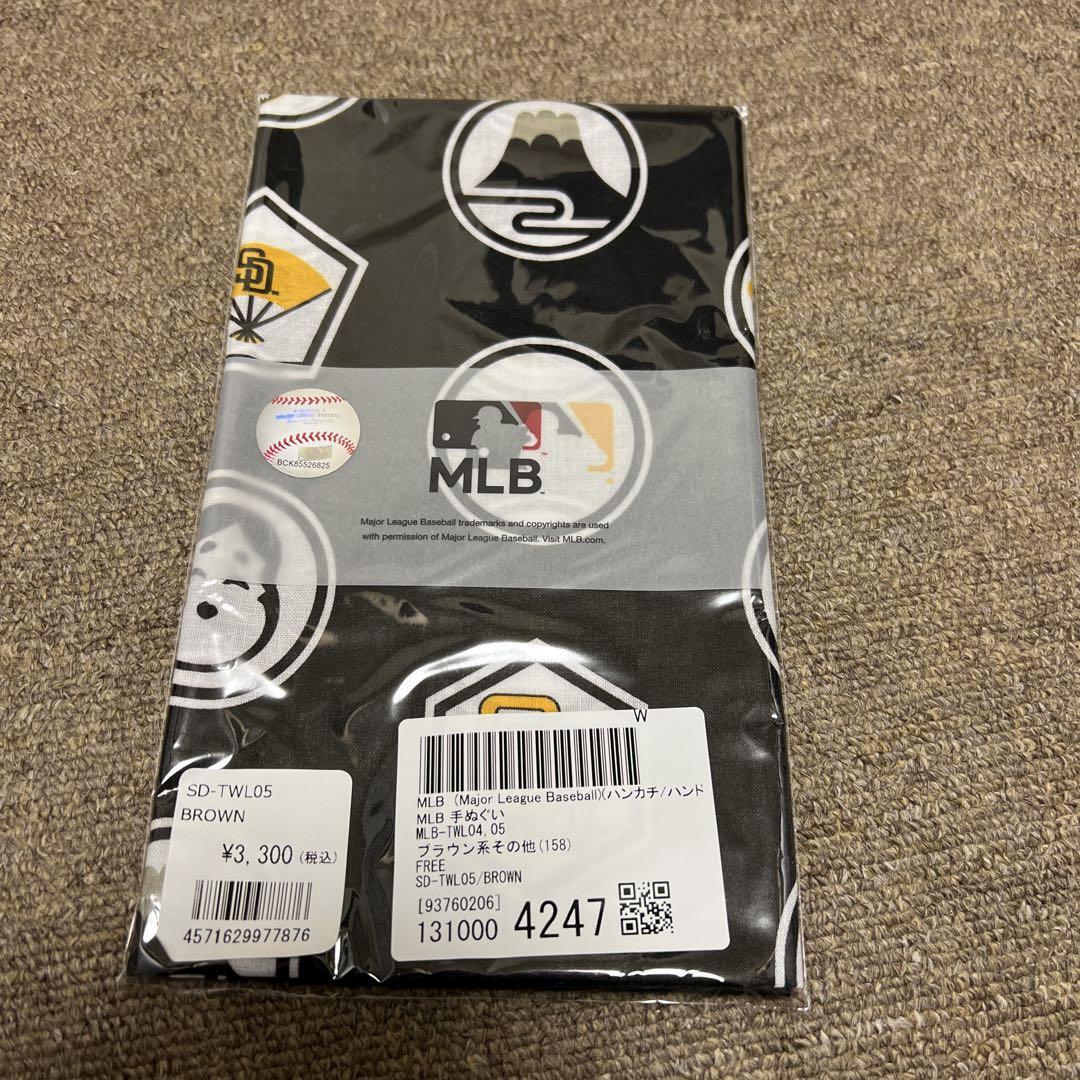 SD
MLB
Major League Baseball trademarks and copyrights are used
with permission of Major League Baseball. Visit MLB.com.
BCK85526825
SD-TWL05
BROWN
¥3,300(税込)
4571629977876
W
MLB (Major League Baseball)(ハンカチ/ハンド
MLB 手ぬぐい
MLB-TWL04,05
ブラウン系その他(158)
FREE
SD-TWL05/BROWN
[93760206]
131000 4247